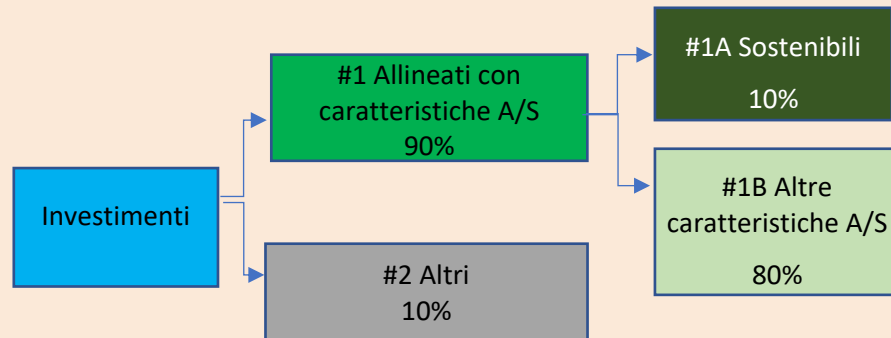 Investimenti
#1 Allineati con
caratteristiche A/S
90%
#2 Altri
10%
#1A Sostenibili
10%
#1B Altre
caratteristiche A/S
80%